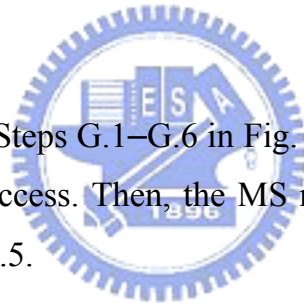 Steps G.1–G.6 in Fig.
ccess. Then, the MS
.5.
ES A
1896